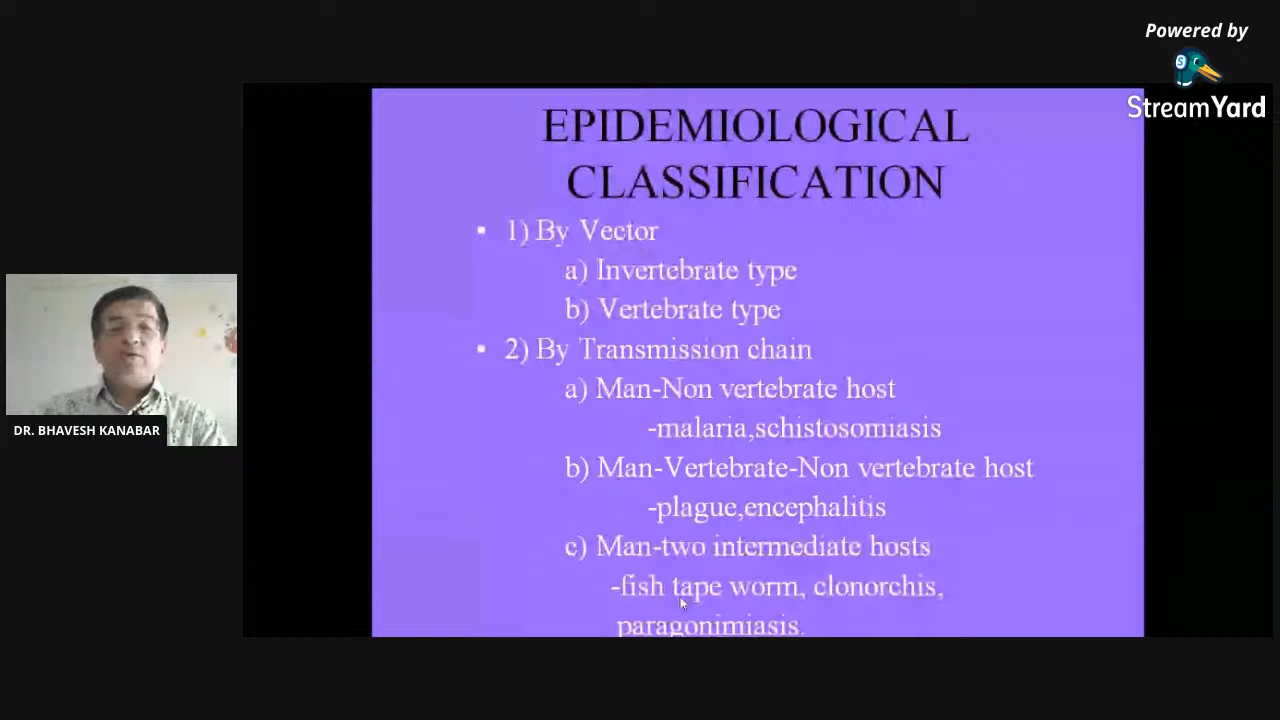 Powered by
StreamYard
EPIDEMIOLOGICAL
CLASSIFICATION
• 1) By Vector
a) Invertebrate type
b) Vertebrate type
• 2) By Transmission chain
a) Man-Non vertebrate host
-malaria,schistosomiasis
b) Man-Vertebrate-Non vertebrate host
-plague,encephalitis
c) Man-two intermediate hosts
-fish tape worm, clonorchis,
paragonimiasis.
DR. BHAVESH KANABAR